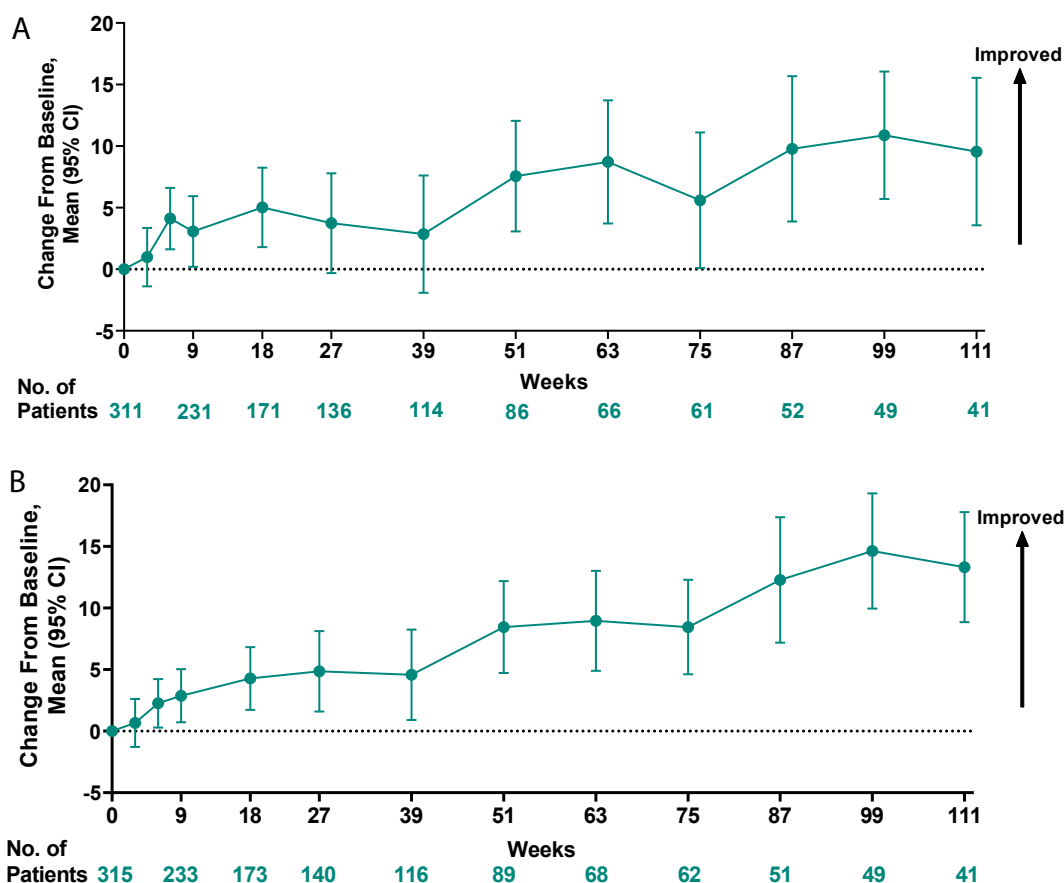 A
Change From Baseline,
Mean (95% CI)
20
15
10
5
0
-5
Improved
0 9 18 27 39 51 63 75 87 99 111
Weeks
No. of
Patients 311 231 171 136 114 86 66 61 52 49 41
B
Change From Baseline,
Mean (95% CI)
20
15
10
5
0
-5
Improved
0 9 18 27 39 51 63 75 87 99 111
Weeks
No. of
Patients 315 233 173 140 116 89 68 62 51 49 41